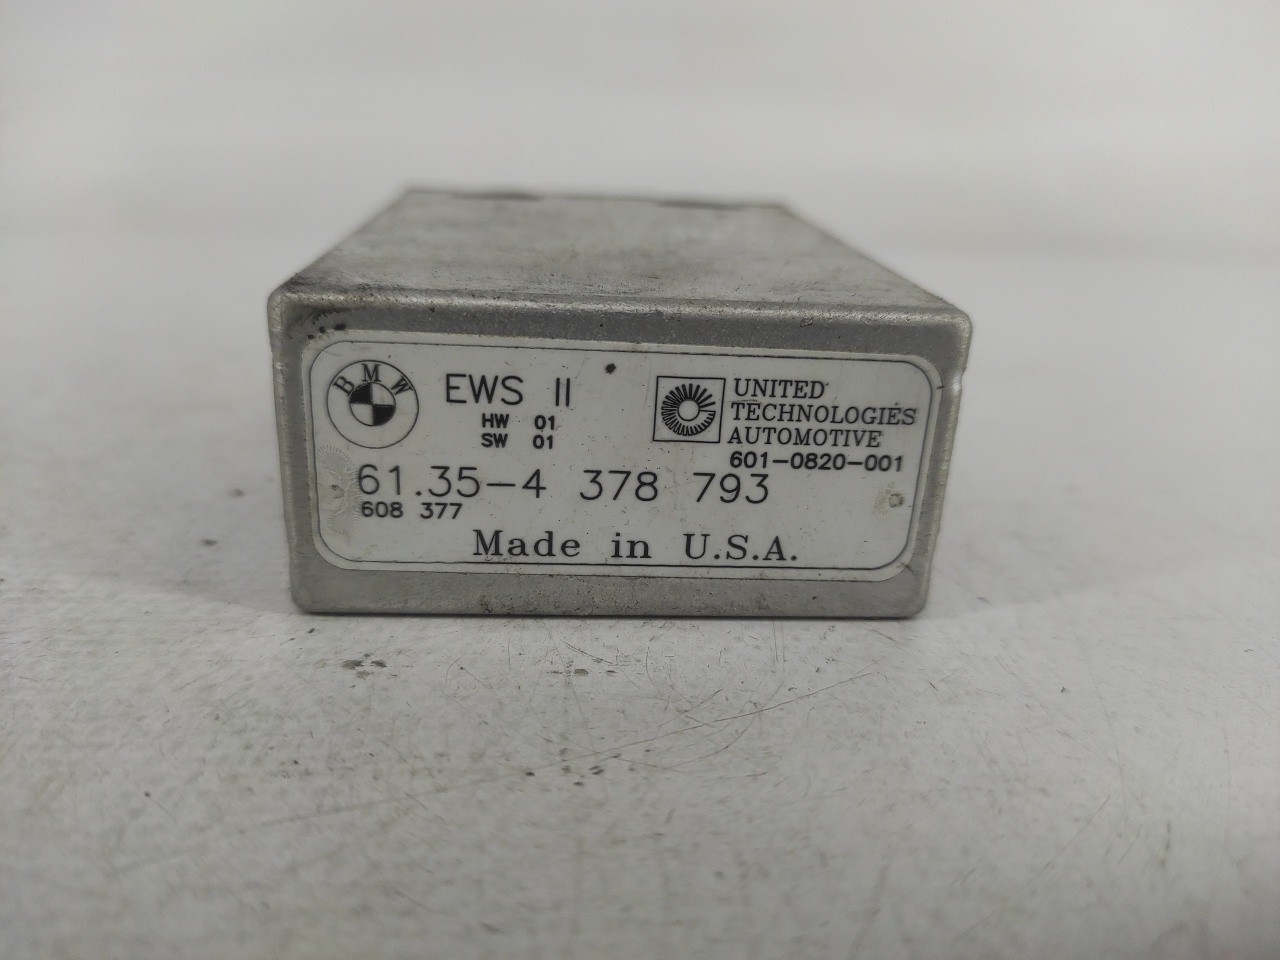 BMW
EWS II
HW 01
SW 01
UNITED
TECHNOLOGIES
AUTOMOTIVE
601-0820-001
61.35-4 378 793
608 377
Made in U.S.A.